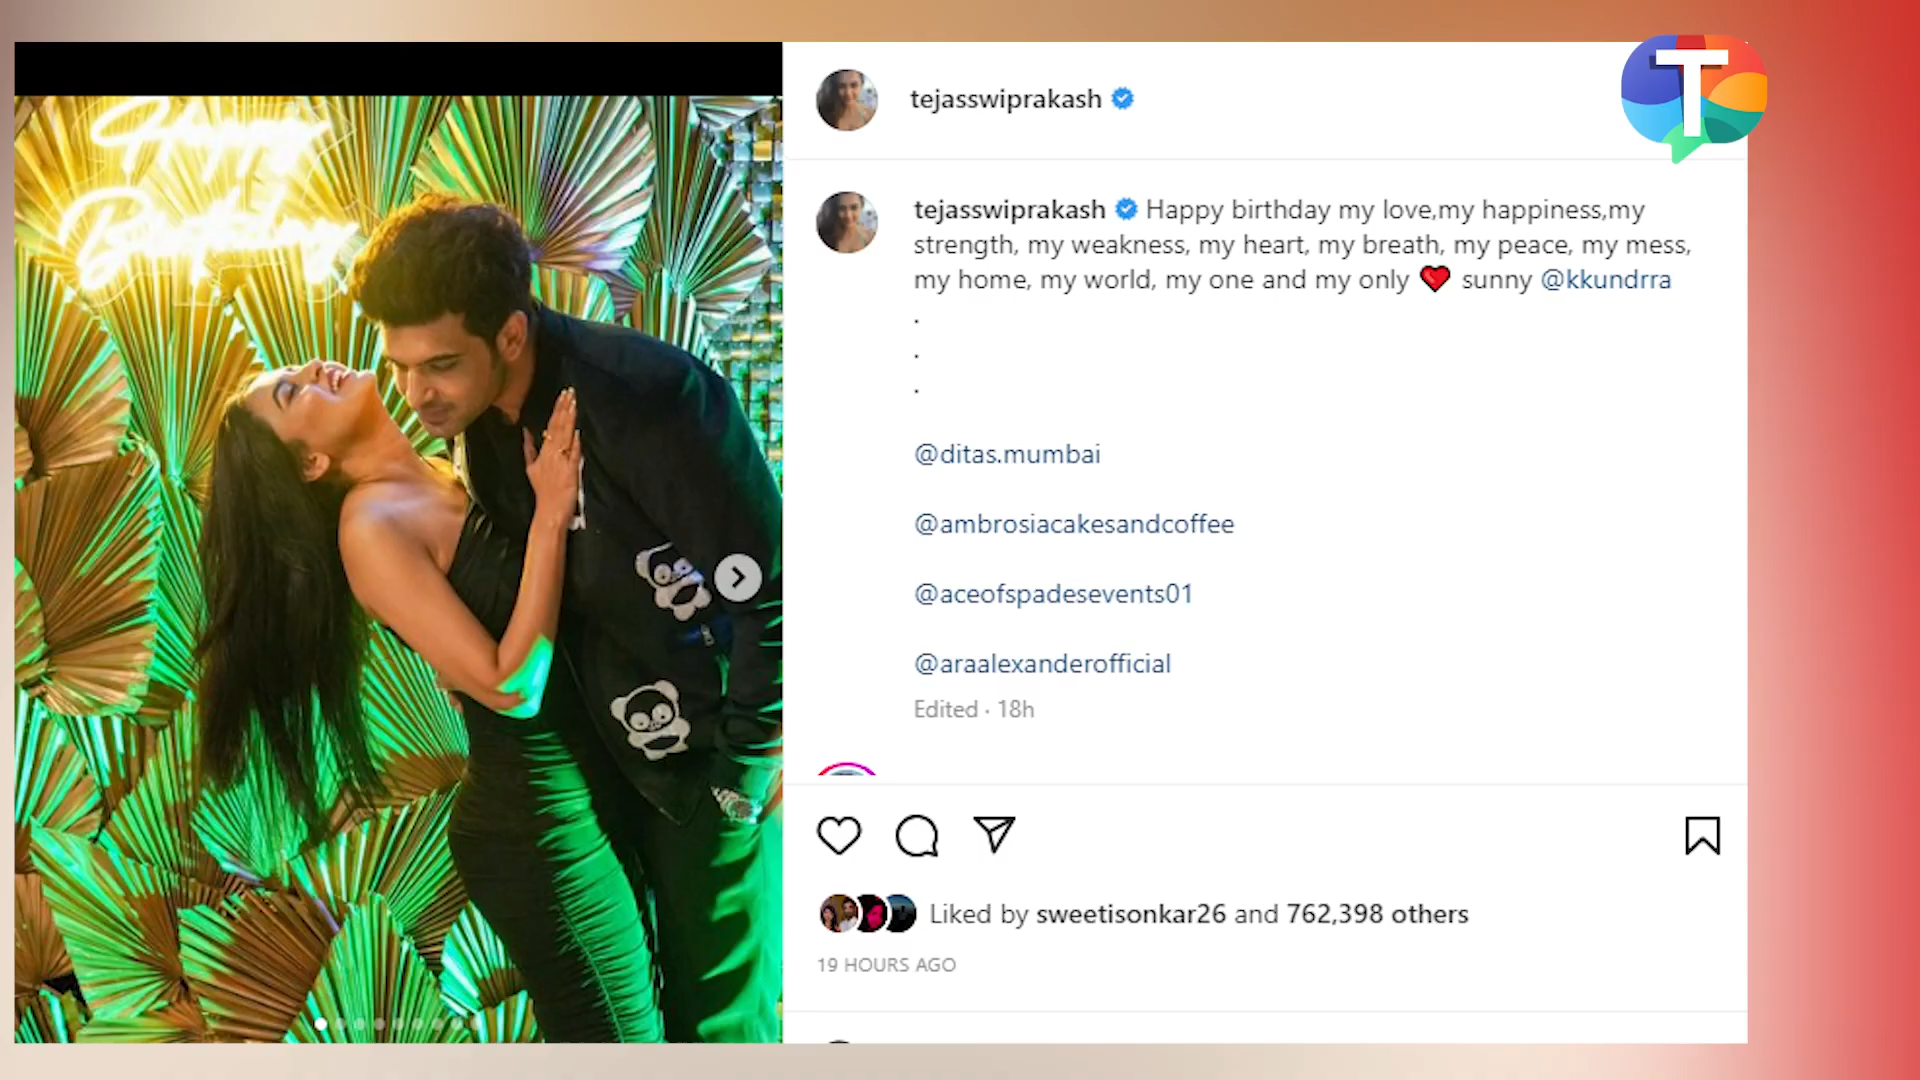 Happy
Birthday
T
tejasswiprakash
tejasswiprakash Happy birthday my love,my happiness,my
strength, my weakness, my heart, my breath, my peace, my mess,
my home, my world, my one and my only ❤️ sunny @kkundrra
.
.
.
@ditas.mumbai
@ambrosiacakesandcoffee
@aceofspadesevents01
@araalexanderofficial
Edited · 18h
Liked by sweetisonkar26 and 762,398 others
19 HOURS AGO